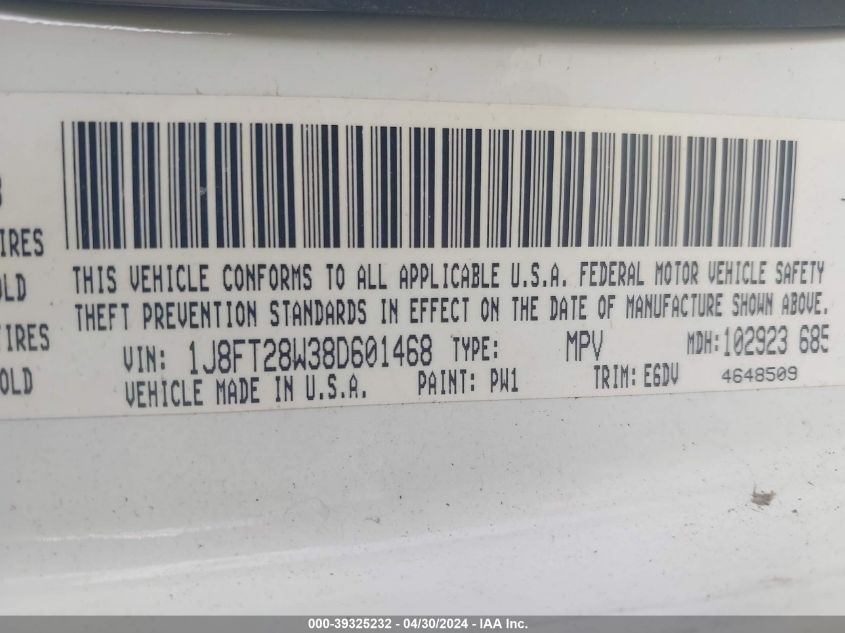 IRES
OLD
IRES
OLD
THIS VEHICLE CONFORMS TO ALL APPLICABLE U.S.A. FEDERAL MOTOR VEHICLE SAFETY
THEFT PREVENTION STANDARDS IN EFFECT ON THE DATE OF MANUFACTURE SHOWN ABOVE.
VIN: 1J8FT28W38D601468 TYPE: MPV MDH:102923 685
VEHICLE MADE IN U.S.A. PAINT: PW1 TRIM: E6DV 4648509
000-39325232 - 04/30/2024 - IAA Inc.